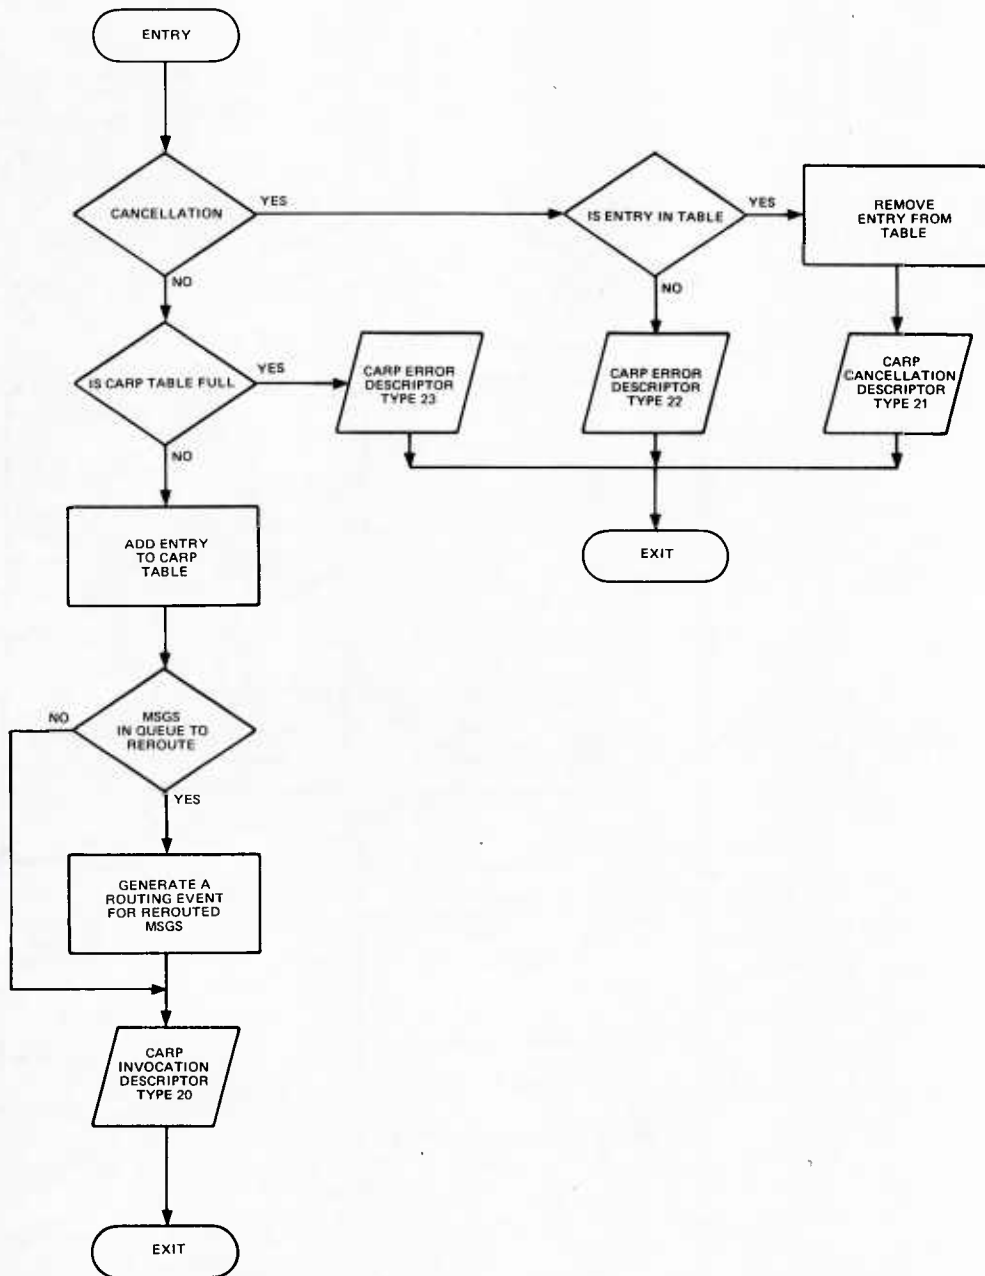 ENTRY
CANCELLATION
YES
IS ENTRY IN TABLE
YES
REMOVE
ENTRY FROM
TABLE
NO
NO
IS CARP TABLE FULL
YES
CARP ERROR
DESCRIPTOR
TYPE 23
CARP ERROR
DESCRIPTOR
TYPE 22
CARP
CANCELLATION
DESCRIPTOR
TYPE 21
NO
ADD ENTRY
TO CARP
TABLE
EXIT
NO
MSGS
IN QUEUE TO
REROUTE
YES
GENERATE A
ROUTING EVENT
FOR REROUTED
MSGS
CARP
INVOCATION
DESCRIPTOR
TYPE 20
EXIT